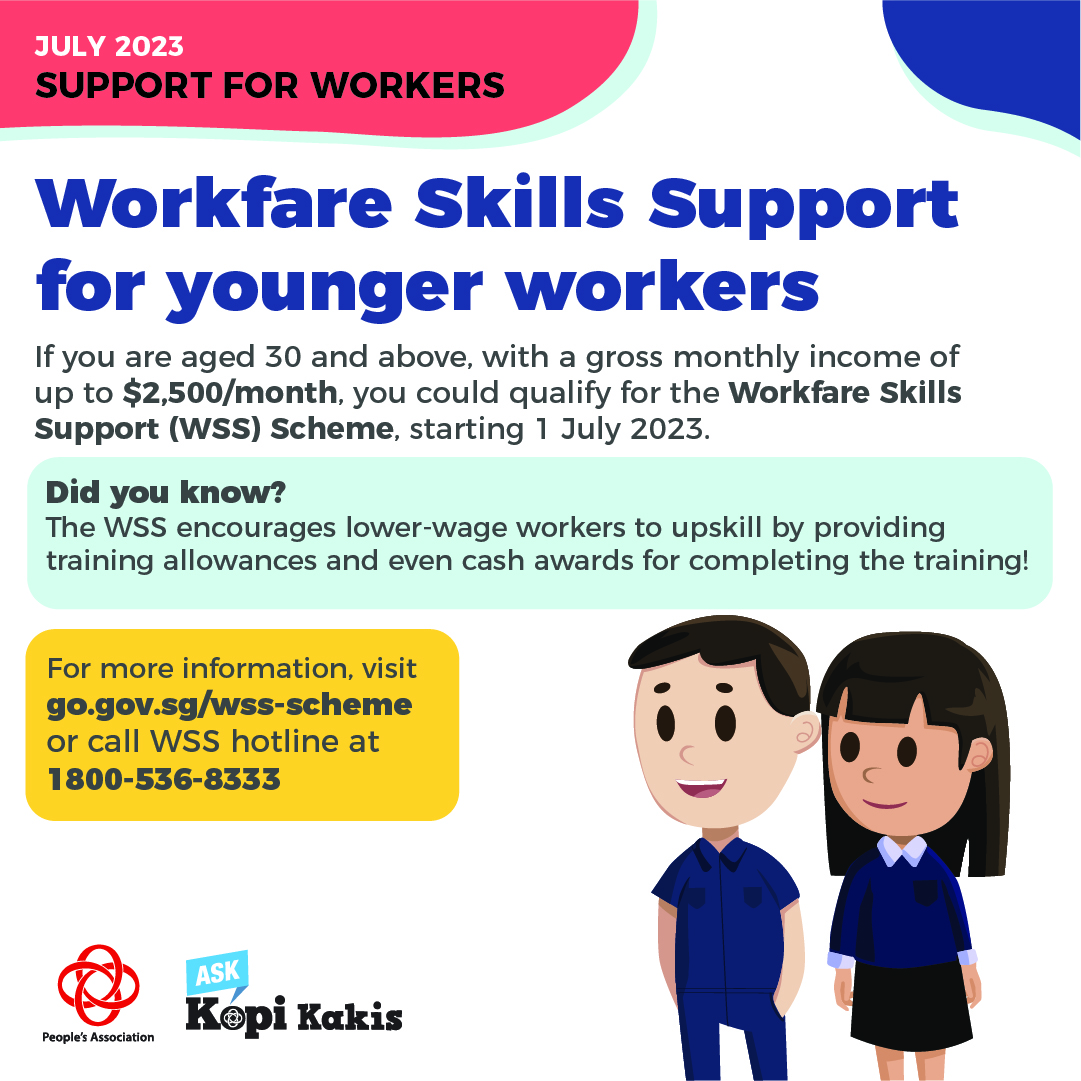 JULY 2023
SUPPORT FOR WORKERS
Workfare Skills Support
for younger workers
If you are aged 30 and above, with a gross monthly income of
up to $2,500/month, you could qualify for the Workfare Skills
Support (WSS) Scheme, starting 1 July 2023.
Did you know?
The WSS encourages lower-wage workers to upskill by providing
training allowances and even cash awards for completing the training!
For more information, visit
go.gov.sg/wss-scheme
or call WSS hotline at
1800-536-8333
People's Association
ASK
Kopi Kakis